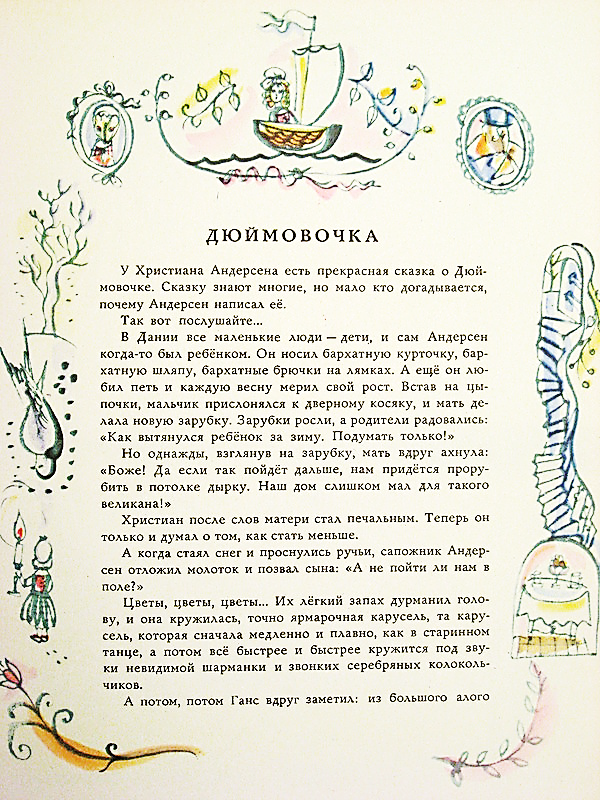 ДЮЙМОВОЧКА
У Христиана Андерсена есть прекрасная сказка о Дюй-
мовочке. Сказку знают многие, но мало кто догадывается,
почему Андерсен написал её.
Так вот послушайте...
В Дании все маленькие люди — дети, и сам Андерсен
когда-то был ребёнком. Он носил бархатную курточку, бар-
хатную шляпу, бархатные брючки на лямках. А ещё он лю-
бил петь и каждую весну мерил свой рост. Встав на цы-
почки, мальчик прислонялся к дверному косяку, и мать де-
лала новую зарубку. Зарубки росли, а родители радовались:
«Как вытянулся ребёнок за зиму. Подумать только!»
Но однажды, взглянув на зарубку, мать вдруг ахнула:
«Боже! Да если так пойдёт дальше, нам придётся прору-
бить в потолке дырку. Наш дом слишком мал для такого
великана!»
Христиан после слов матери стал печальным. Теперь он
только и думал о том, как стать меньше.
А когда стаял снег и проснулись ручьи, сапожник Андер-
сен отложил молоток и позвал сына: «А не пойти ли нам в
поле?»
Цветы, цветы, цветы... Их лёгкий запах дурманил голо-
ву, и она кружилась, точно ярмарочная карусель, та кару-
сель, которая сначала медленно и плавно, как в старинном
танце, а потом всё быстрее и быстрее кружится под зву-
ки невидимой шарманки и звонких серебряных колоколь-
чиков.
А потом, потом Ганс вдруг заметил: из большого алого